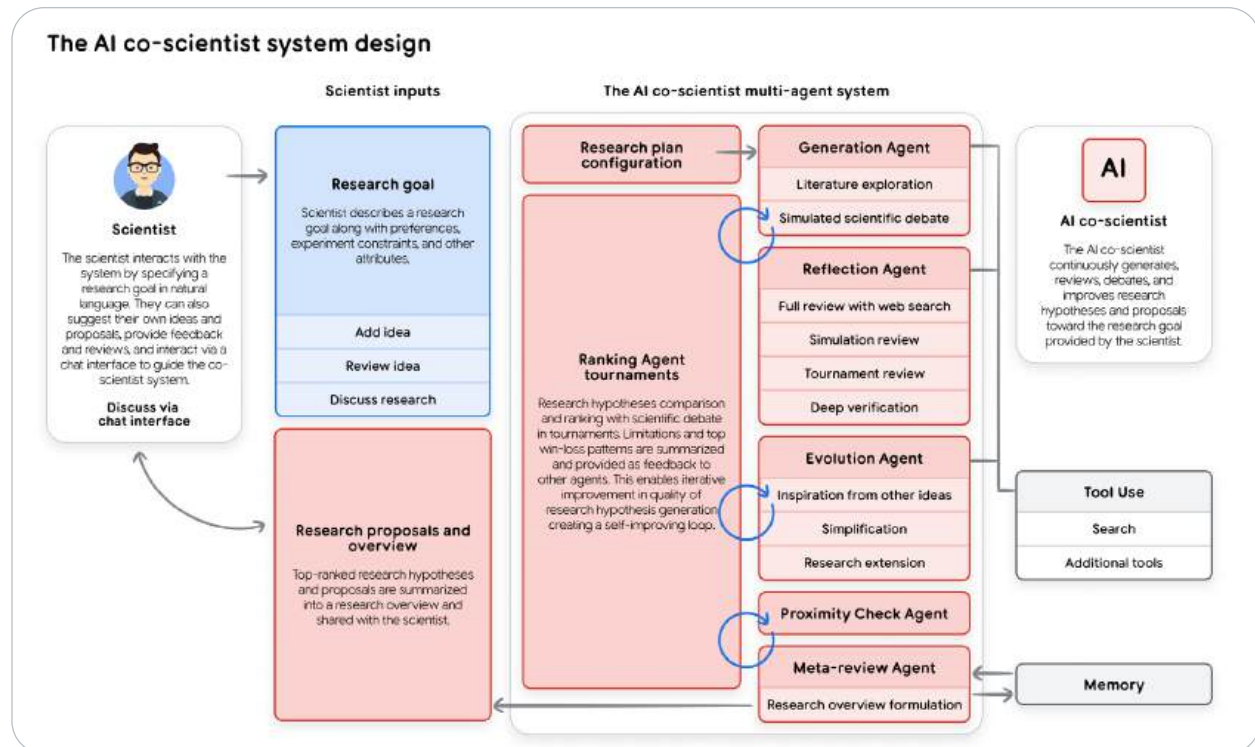 The AI co-scientist system design
Scientist inputs
The AI co-scientist multi-agent system
Scientist
The scientist interacts with the
system by specifying a
research goal in natural
language. They can also
suggest their own ideas and
proposals, provide feedback
and reviews, and interact via a
chat interface to guide the co-
scientist system.
Discuss via
chat interface
Research goal
Scientist describes a research
goal along with preferences,
experiment constraints, and other
attributes.
Add idea
Review idea
Discuss research
Research proposals and
overview
Top-ranked research hypotheses
and proposals are summarized
into a research overview and
shared with the scientist.
Research plan
configuration
Ranking Agent
tournaments
Research hypotheses comparison
and ranking with scientific debate
in tournaments. Limitations and top
win-loss patterns are summarized
and provided as feedback to
other agents. This enables iterative
improvement in quality of
research hypothesis generation
creating a self-improving loop.
Generation Agent
Literature exploration
Simulated scientific debate
Reflection Agent
Full review with web search
Simulation review
Tournament review
Deep verification
Evolution Agent
Inspiration from other ideas
Simplification
Research extension
Proximity Check Agent
Meta-review Agent
Research overview formulation
AI
AI co-scientist
The AI co-scientist
continuously generates,
reviews, debates, and
improves research
hypotheses and proposals
toward the research goal
provided by the scientist.
Tool Use
Search
Additional tools
Memory